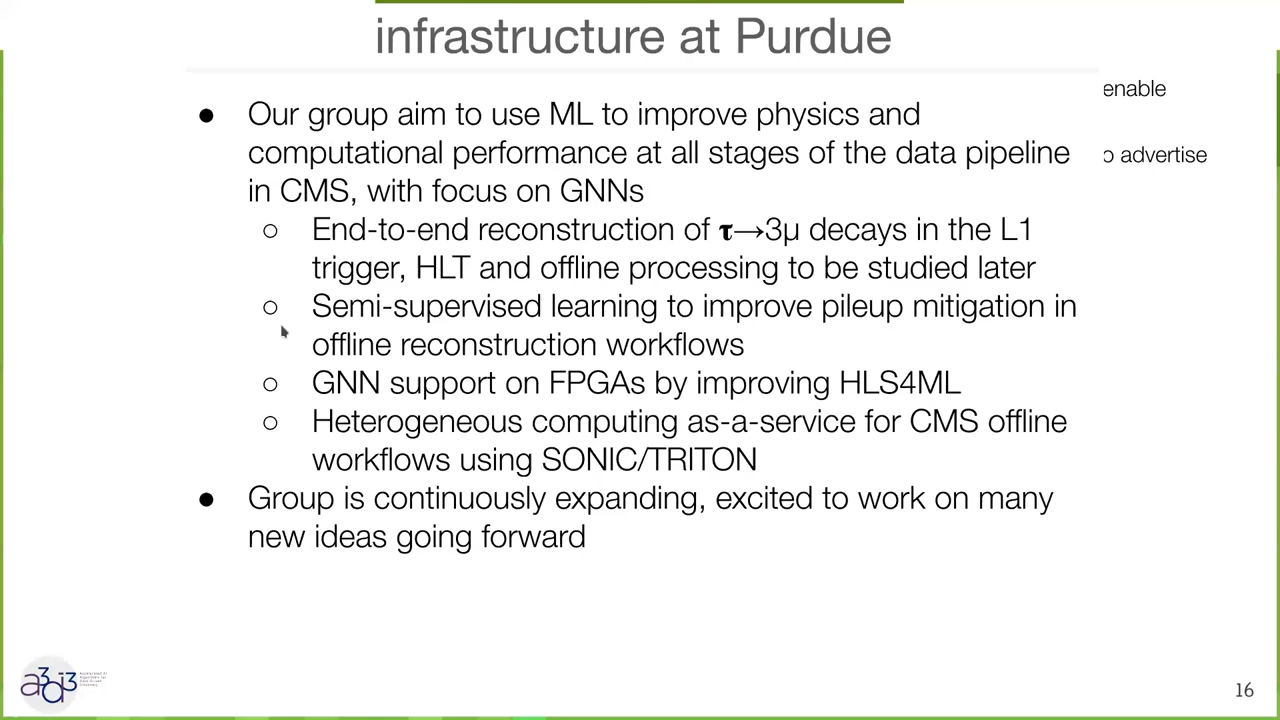 infrastructure at Purdue
enable
● Our group aim to use ML to improve physics and
computational performance at all stages of the data pipeline
o advertise
in CMS, with focus on GNNs
○ End-to-end reconstruction of τ→3μ decays in the L1
trigger, HLT and offline processing to be studied later
○ Semi-supervised learning to improve pileup mitigation in
offline reconstruction workflows
○ GNN support on FPGAs by improving HLS4ML
○ Heterogeneous computing as-a-service for CMS offline
workflows using SONIC/TRITON
● Group is continuously expanding, excited to work on many
new ideas going forward
a3d3
16